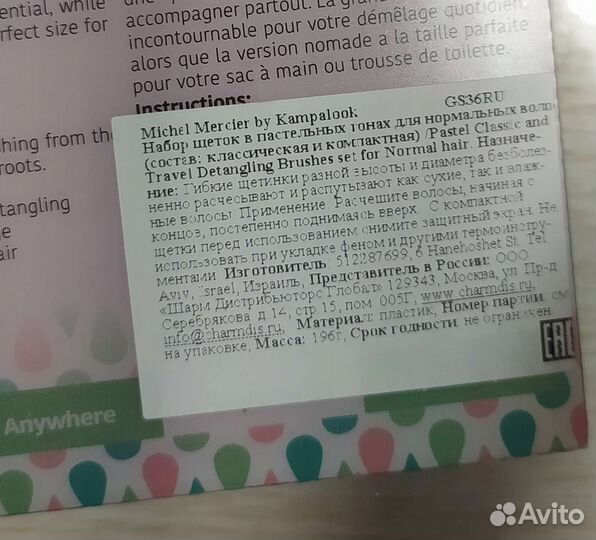 ential, while
rfect size for
accompagner partout. La grand
incontournable pour votre démêlage quotidien,
alors que la version nomade a la taille parfaite
pour votre sac à main ou trousse de toilette.
Instructions:
shing from the
roots.
tangling
e
air
Michel Mercier by Kampalook GS36RU
Набор щеток в пастельных тонах для нормальных воло
(состав: классическая и компактная) /Pastel Classic and
Travel Detangling Brushes set for Normal hair. Назначе-
ние: Гибкие щетинки разной высоты и диаметра безболез-
ненно расчесывают и распутывают как сухие, так и влаж-
ные волосы. Применение. Расчешите волосы, начиная с
концов, постепенно поднимаясь вверх. С компактной
щетки перед использованием снимите защитный экран. Не
использовать при укладке феном и другими термоинстру-
ментами. Изготовитель: 512287699, 6 Hanehoshet St. Tel
Aviv, Israel, Израиль, Представитель в России: ООО
«Шарм Дистрибьюторс Глобал» 129343, Москва, ул Пр-д
Серебрякова д 14, стр 15, пом 005Г, www.charmdis.ru,
info@charmdis.ru, Материал: пластик, Номер партии: см
на упаковке, Масса: 196г, Срок годности: не ограничен
EAC
Anywhere
Avito